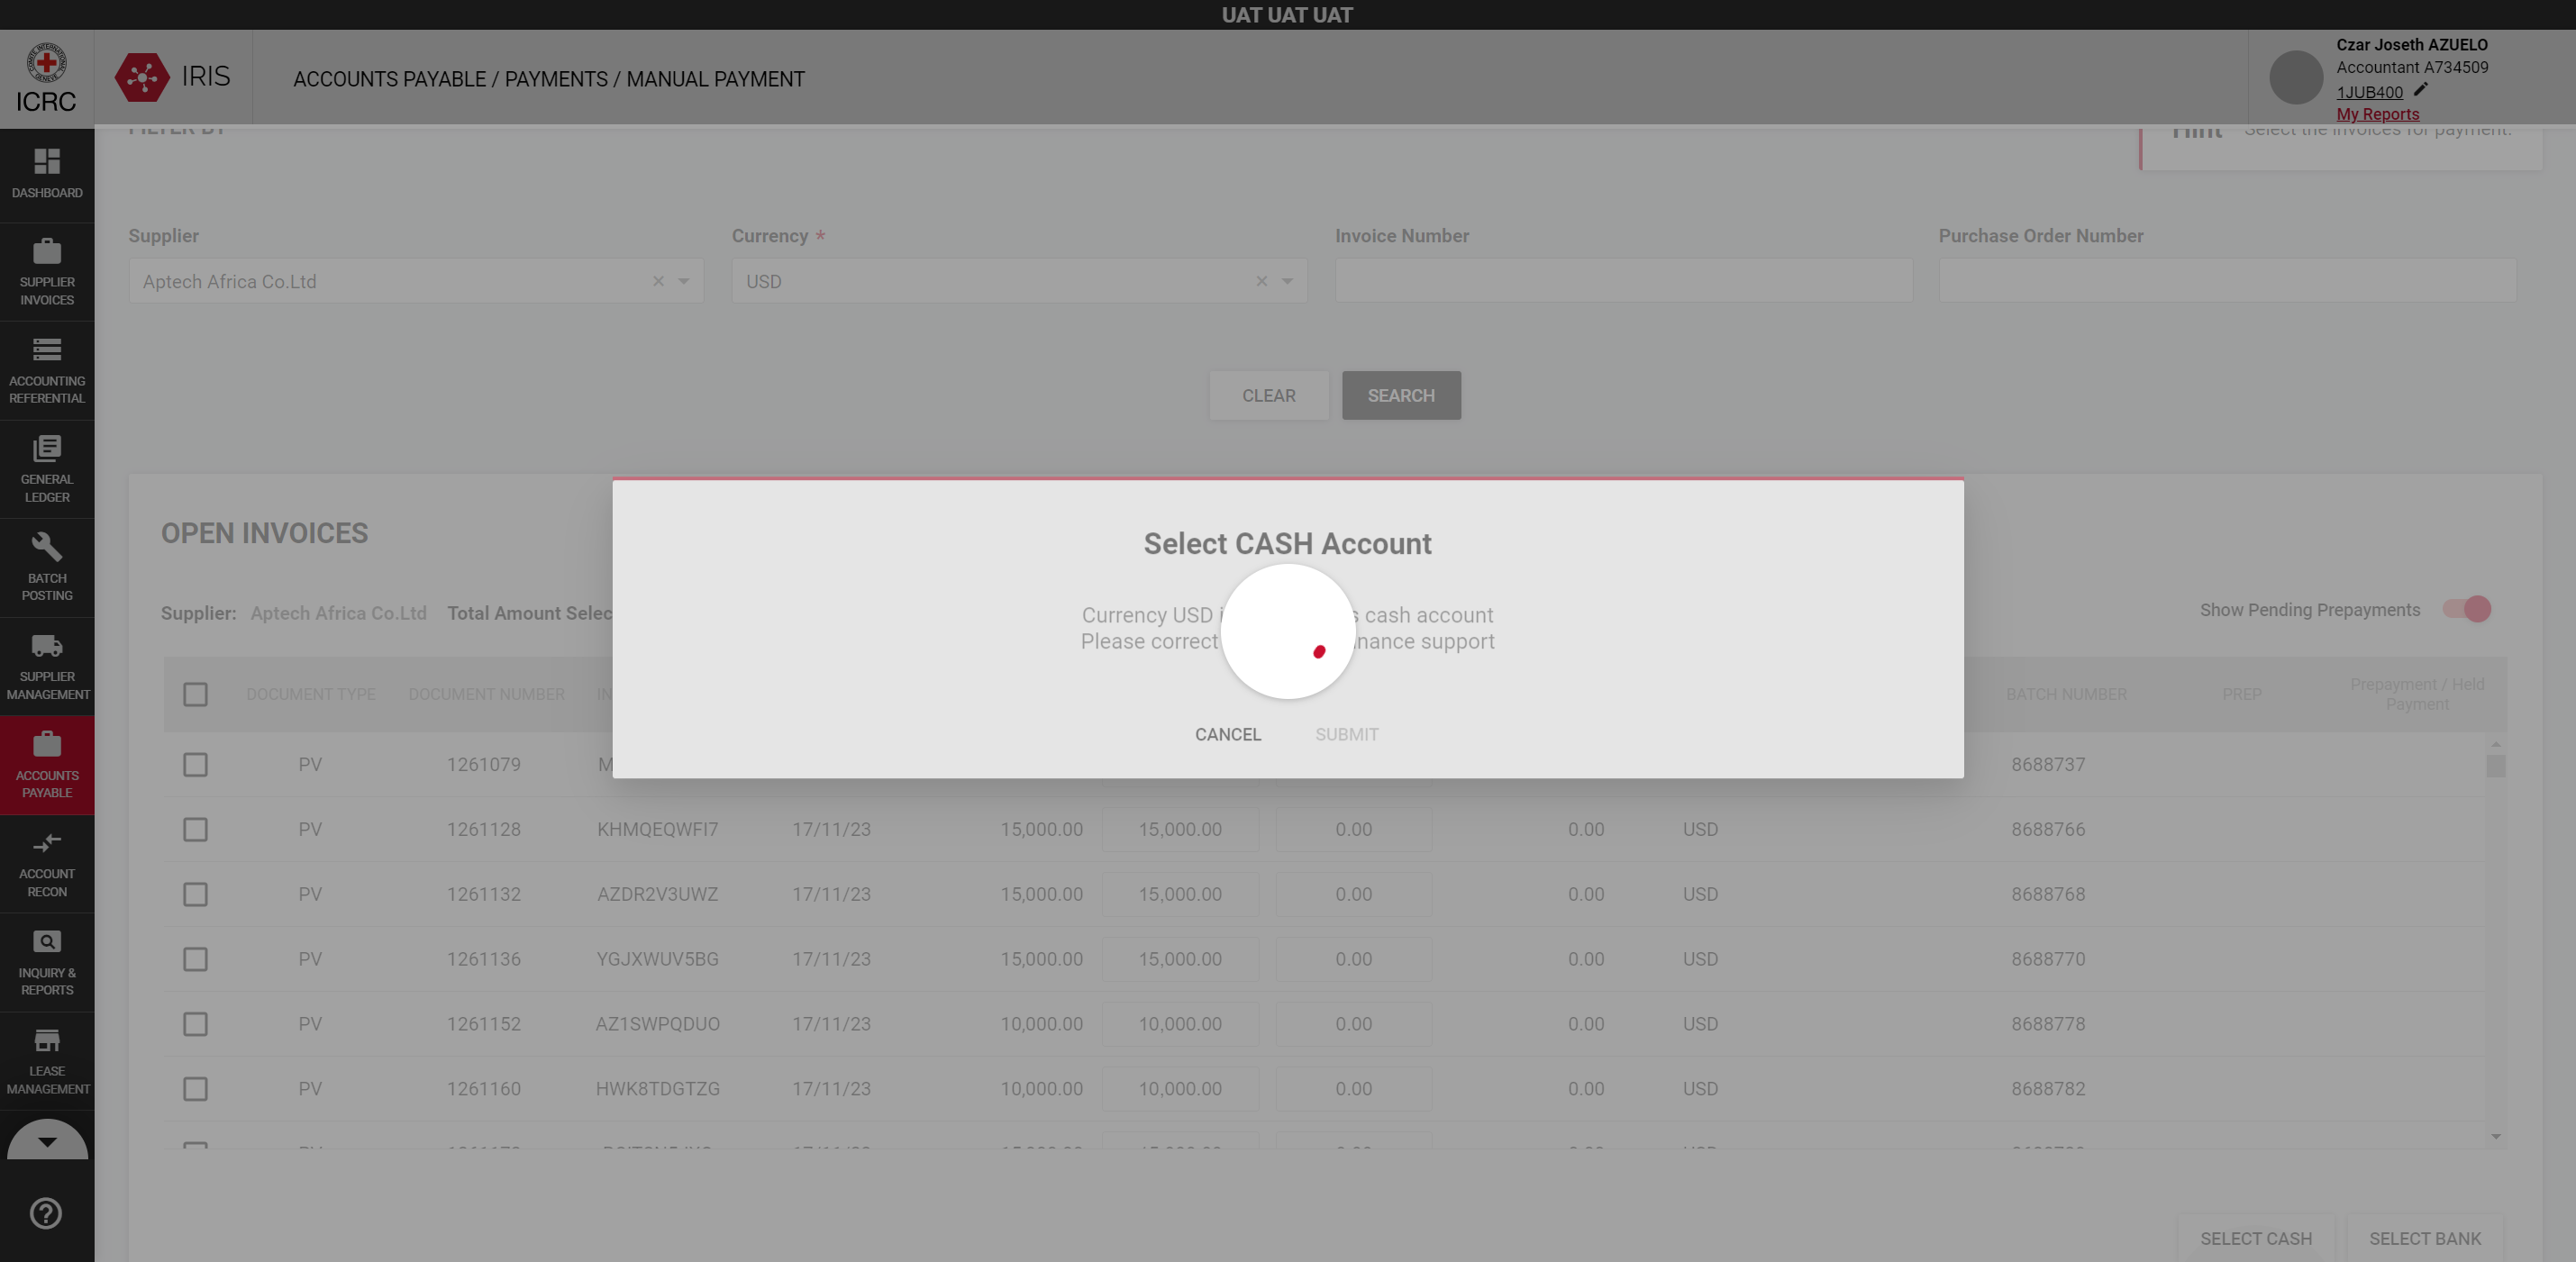 UAT UAT UAT
ICRC
IRIS
ACCOUNTS PAYABLE / PAYMENTS / MANUAL PAYMENT
Czar Joseth AZUELO
Accountant A734509
1JUB400
My Reports
FILTER BY
Hint Select the invoices for payment.
DASHBOARD
SUPPLIER
INVOICES
ACCOUNTING
REFERENTIAL
GENERAL
LEDGER
BATCH
POSTING
SUPPLIER
MANAGEMENT
ACCOUNTS
PAYABLE
ACCOUNT
RECON
INQUIRY &
REPORTS
LEASE
MANAGEMENT
Supplier Currency * Invoice Number Purchase Order Number
Aptech Africa Co.Ltd USD
CLEAR SEARCH
OPEN INVOICES
Supplier: Aptech Africa Co.Ltd Total Amount Selec
Show Pending Prepayments
Select CASH Account
Currency USD cash account
Please correct support
CANCEL SUBMIT
DOCUMENT TYPE DOCUMENT NUMBER IN BATCH NUMBER PREP Prepayment / Held
Payment
PV 1261079 M 8688737
PV 1261128 KHMQEQWFI7 17/11/23 15,000.00 15,000.00 0.00 0.00 USD 8688766
PV 1261132 AZDR2V3UWZ 17/11/23 15,000.00 15,000.00 0.00 0.00 USD 8688768
PV 1261136 YGJXWUV5BG 17/11/23 15,000.00 15,000.00 0.00 0.00 USD 8688770
PV 1261152 AZ1SWPQDUO 17/11/23 10,000.00 10,000.00 0.00 0.00 USD 8688778
PV 1261160 HWK8TDGTZG 17/11/23 10,000.00 10,000.00 0.00 0.00 USD 8688782
SELECT CASH SELECT BANK